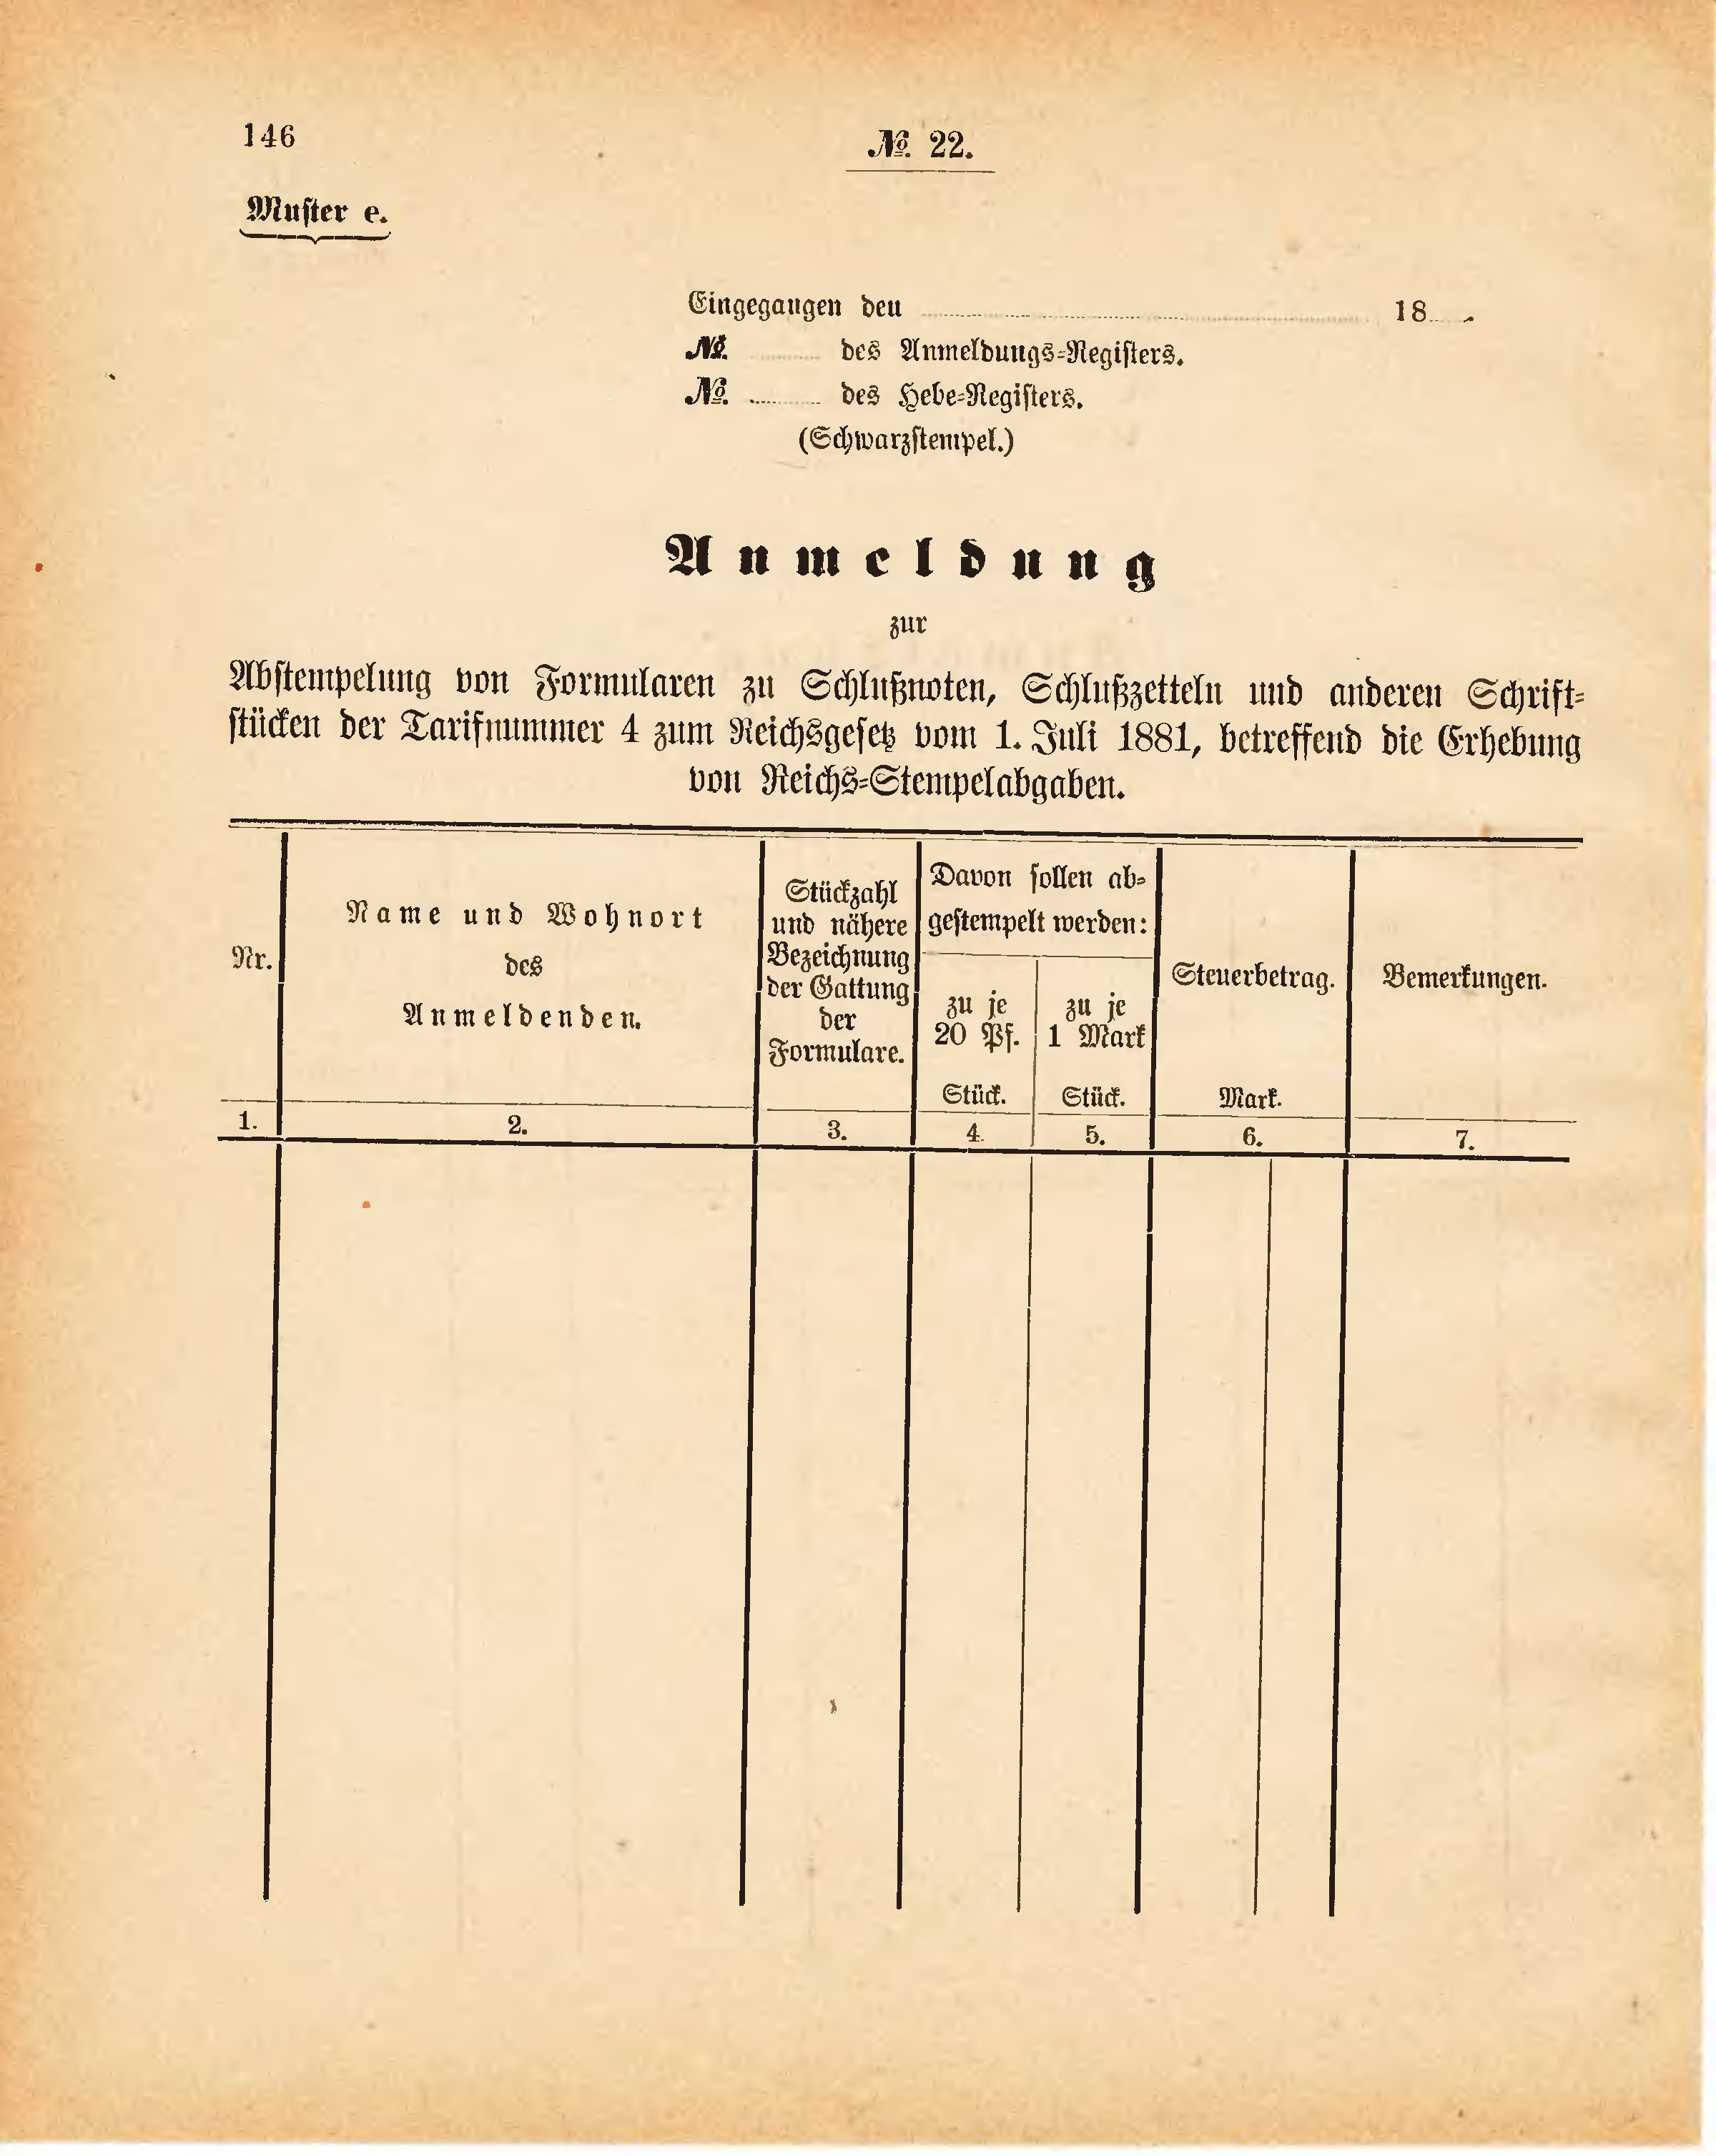 146
№. 22.
Muster e.
Eingegangen den 18 .
№. des Anmeldungs-Registers.
№. des Hebe-Registers.
(Schwarzstempel.)
Anmeldung
zur
Abstempelung von Formularen zu Schlußnoten, Schlußzetteln und anderen Schrift-
stücken der Tarifnummer 4 zum Reichsgesetz vom 1. Juli 1881, betreffend die Erhebung
von Reichs-Stempelabgaben.
Nr.
Name und Wohnort
des
Anmeldenden.
Stückzahl
und nähere
Bezeichnung
der Gattung
der
Formulare.
Davon sollen ab-
gestempelt werden:
zu je
20 Pf.
Stück.
zu je
1 Mark
Stück.
Steuerbetrag.
Mark.
Bemerkungen.
1. 2. 3. 4. 5. 6. 7.